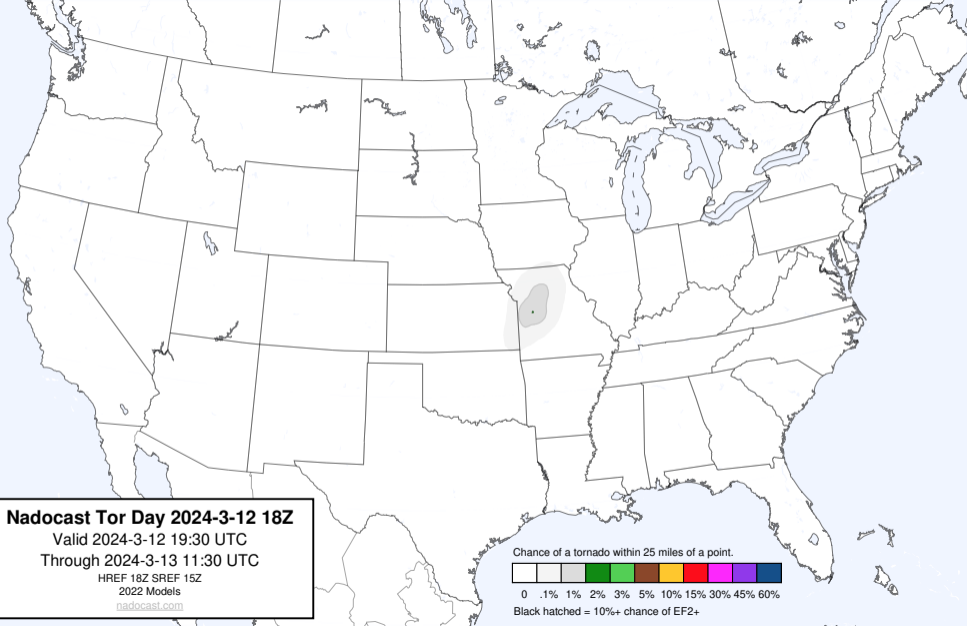 Nadocast Tor Day 2024-3-12 18Z
Valid 2024-3-12 19:30 UTC
Through 2024-3-13 11:30 UTC
HREF 18Z SREF 15Z
2022 Models
nadocast.com
Chance of a tornado within 25 miles of a point.
0 .1% 1% 2% 3% 5% 10% 15% 30% 45% 60%
Black hatched = 10%+ chance of EF2+